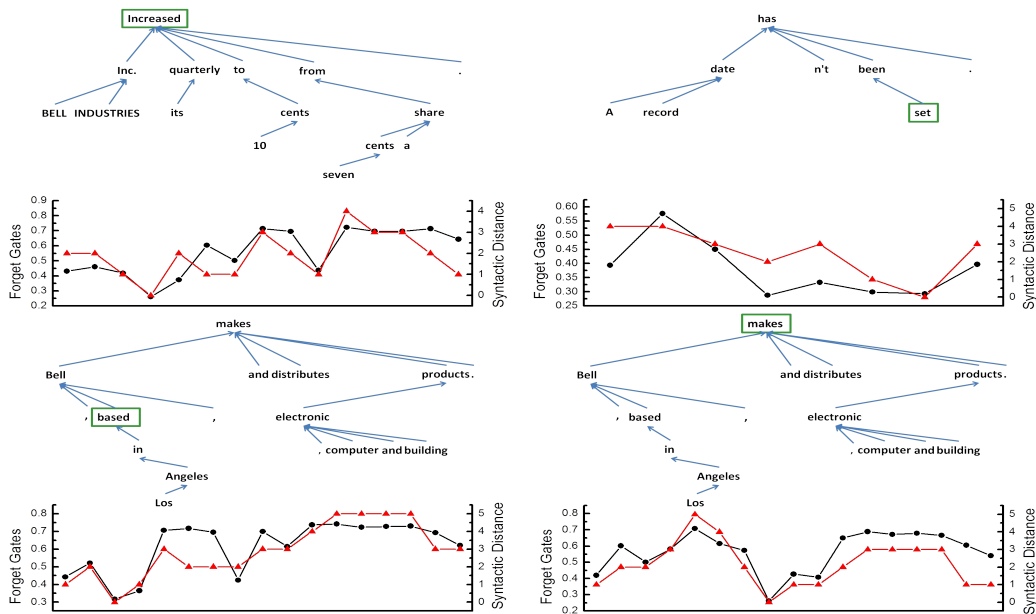 Increased
Inc. quarterly to from .
BELL INDUSTRIES its cents share
10 cents a
seven
0.9
0.8
0.7
0.6
0.5
0.4
0.3
0.2
Forget Gates
4
3
2
1
0
Syntactic Distance
has
date n't been .
A record set
0.60
0.55
0.50
0.45
0.40
0.35
0.30
0.25
Forget Gates
5
4
3
2
1
0
Syntactic Distance
makes
Bell and distributes products .
, based , electronic
in , computer and building
Angeles
Los
0.8
0.7
0.6
0.5
0.4
0.3
Forget Gates
5
4
3
2
1
0
Syntactic Distance
makes
Bell and distributes products .
, based , electronic
in , computer and building
Angeles
Los
0.8
0.7
0.6
0.5
0.4
0.3
0.2
Forget Gates
5
4
3
2
1
0
Syntactic Distance